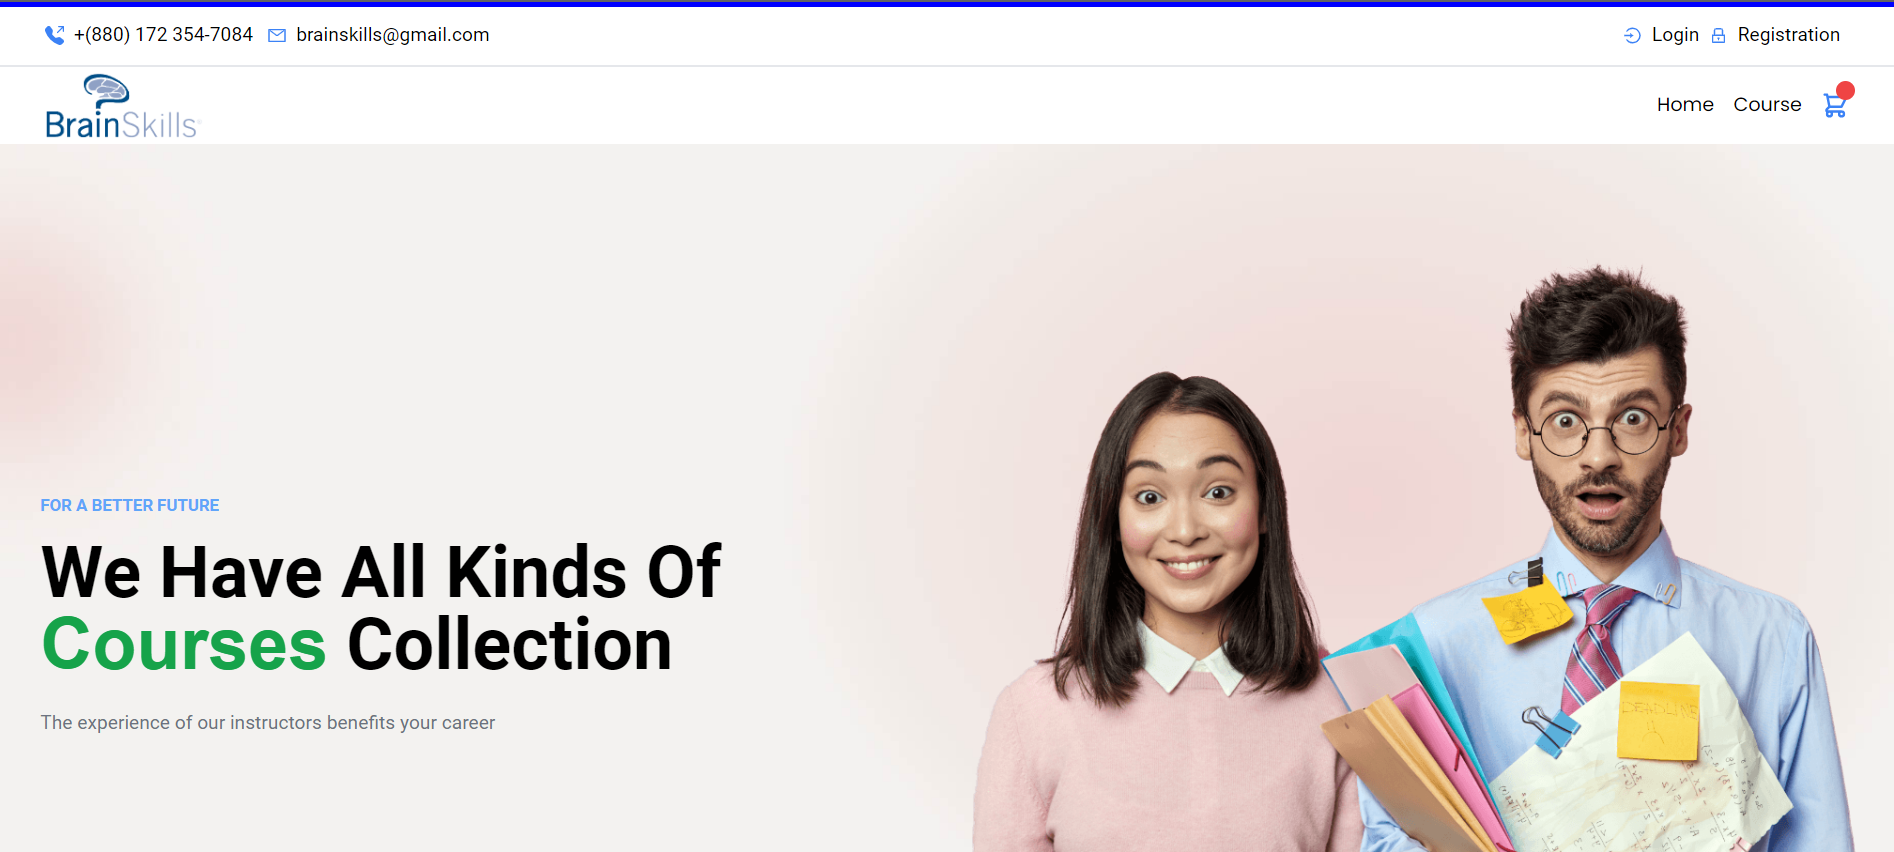 +(880) 172 354-7084 brainskills@gmail.com Login Registration
BrainSkills
Home Course
FOR A BETTER FUTURE
We Have All Kinds Of
Courses Collection
The experience of our instructors benefits your career
DEADLINE